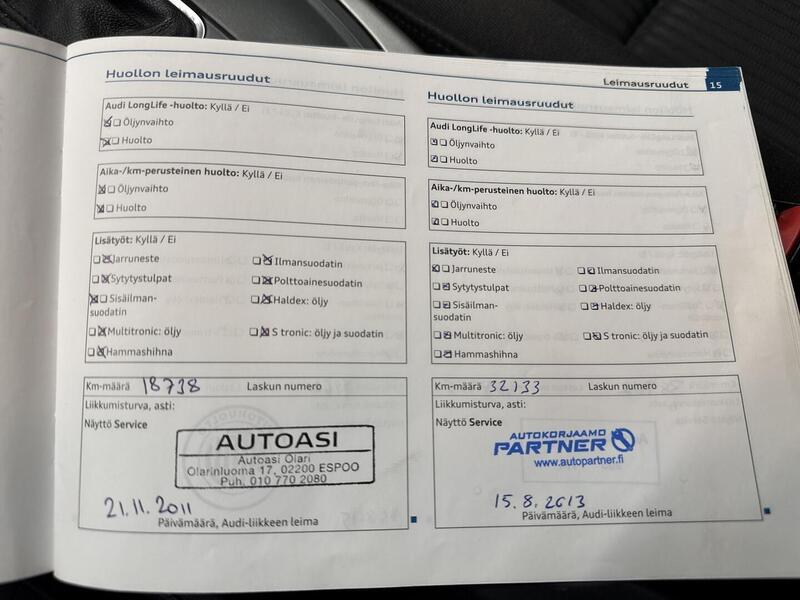 Huollon leimausruudut
Audi LongLife -huolto: Kyllä / Ei
Öljynvaihto
Huolto
Aika-/km-perusteinen huolto: Kyllä / Ei
Öljynvaihto
Huolto
Lisätyöt: Kyllä / Ei
Jarruneste
Ilmansuodatin
Sytytystulpat
Polttoainesuodatin
Sisäilman-
suodatin
Haldex: öljy
Multitronic: öljy
S tronic: öljy ja suodatin
Hammashihna
Km-määrä 18738 Laskun numero
Liikkumisturva, asti:
Näyttö Service
AUTOASI
Autoasi Olari
Olarinluoma 17, 02200 ESPOO
Puh. 010 770 2080
21.11.2011
Päivämäärä, Audi-liikkeen leima
Leimausruudut 15
Huollon leimausruudut
Audi LongLife -huolto: Kyllä / Ei
Öljynvaihto
Huolto
Aika-/km-perusteinen huolto: Kyllä / Ei
Öljynvaihto
Huolto
Lisätyöt: Kyllä / Ei
Jarruneste
Ilmansuodatin
Sytytystulpat
Polttoainesuodatin
Sisäilman-
suodatin
Haldex: öljy
Multitronic: öljy
S tronic: öljy ja suodatin
Hammashihna
Km-määrä 32133 Laskun numero
Liikkumisturva, asti:
Näyttö Service
AUTOKORJAAMO
PARTNER
www.autopartner.fi
15.8.2013
Päivämäärä, Audi-liikkeen leima